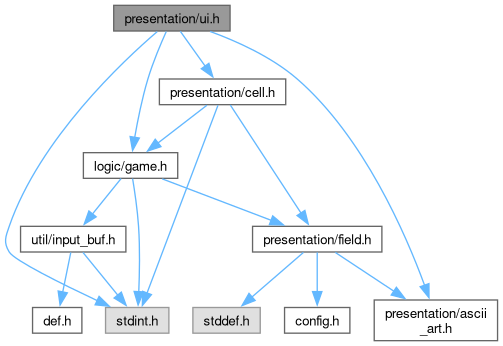 presentation/ui.h
presentation/cell.h
logic/game.h
util/input_buf.h
presentation/field.h
def.h
stdint.h
stddef.h
config.h
presentation/ascii
_art.h